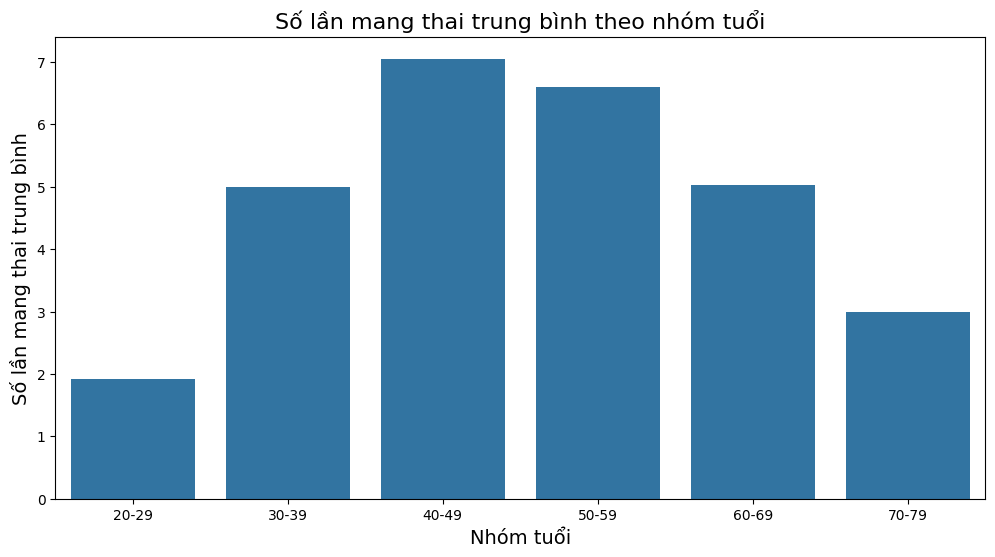 Số lần mang thai trung bình theo nhóm tuổi
Số lần mang thai trung bình
7
6
5
4
3
2
1
0
20-29 30-39 40-49 50-59 60-69 70-79
Nhóm tuổi